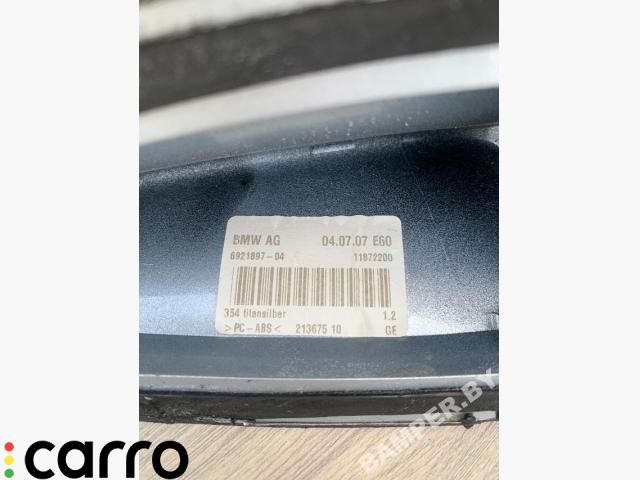 BMW AG 04.07.07 E60
6921897-04 11872200
354 titansilber 1.2
>PC-ABS< 213675 10 GE
BAMPER.BY
carro